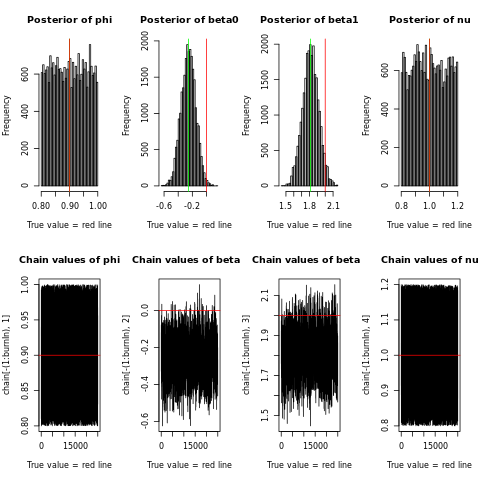 Posterior of phi
Posterior of beta0
Posterior of beta1
Posterior of nu
Frequency
0 200 400 600
0.80 0.90 1.00
True value = red line
Frequency
0 500 1000 1500 2000
-0.6 -0.2
True value = red line
Frequency
0 500 1000 1500 2000
1.5 1.8 2.1
True value = red line
Frequency
0 200 400 600
0.8 1.0 1.2
True value = red line
Chain values of phi
Chain values of beta
Chain values of beta
Chain values of nu
chain[-(1:burnIn), 1]
0.80 0.85 0.90 0.95 1.00
0 15000
True value = red line
chain[-(1:burnIn), 2]
-0.6 -0.4 -0.2 0.0
0 15000
True value = red line
chain[-(1:burnIn), 3]
1.5 1.7 1.9 2.1
0 15000
True value = red line
chain[-(1:burnIn), 4]
0.8 0.9 1.0 1.1 1.2
0 15000
True value = red line